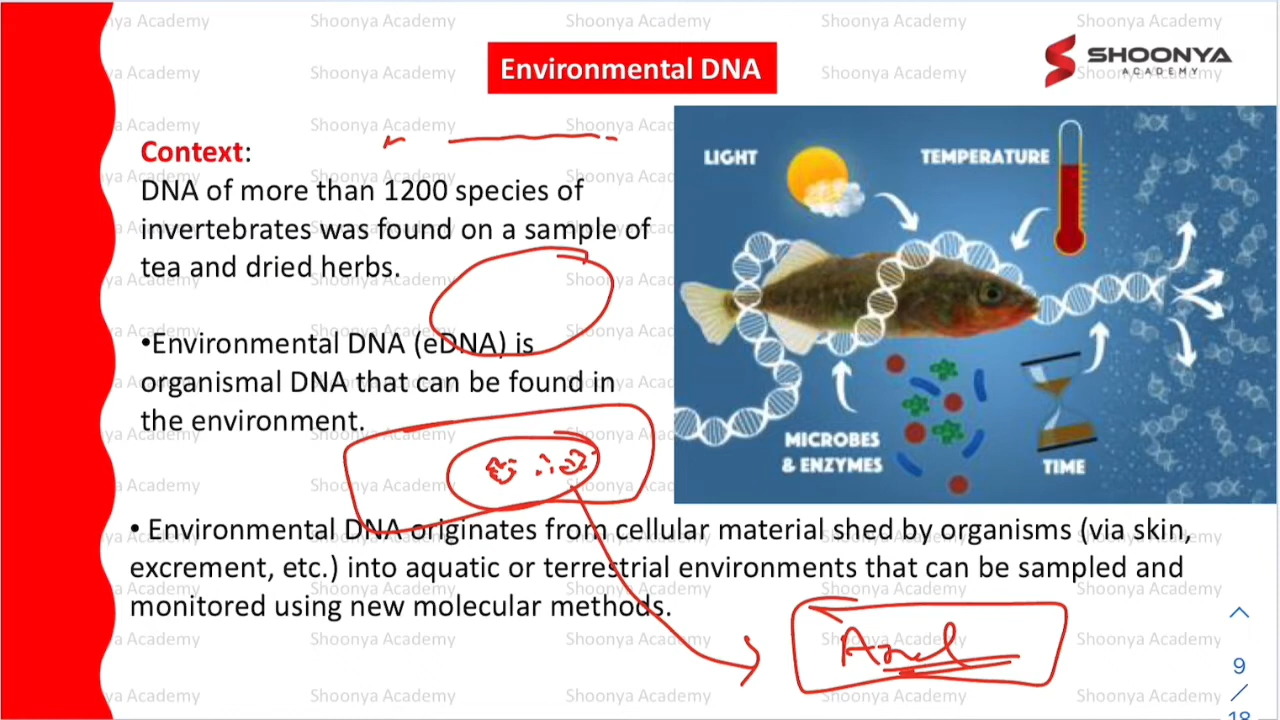 Environmental DNA
SHOONYA
ACADEMY
Context:
DNA of more than 1200 species of
invertebrates was found on a sample of
tea and dried herbs.
•Environmental DNA (eDNA) is
organismal DNA that can be found in
the environment.
LIGHT
TEMPERATURE
MICROBES
& ENZYMES
TIME
• Environmental DNA originates from cellular material shed by organisms (via skin,
excrement, etc.) into aquatic or terrestrial environments that can be sampled and
monitored using new molecular methods.
9
/
18
Shoonya Academy